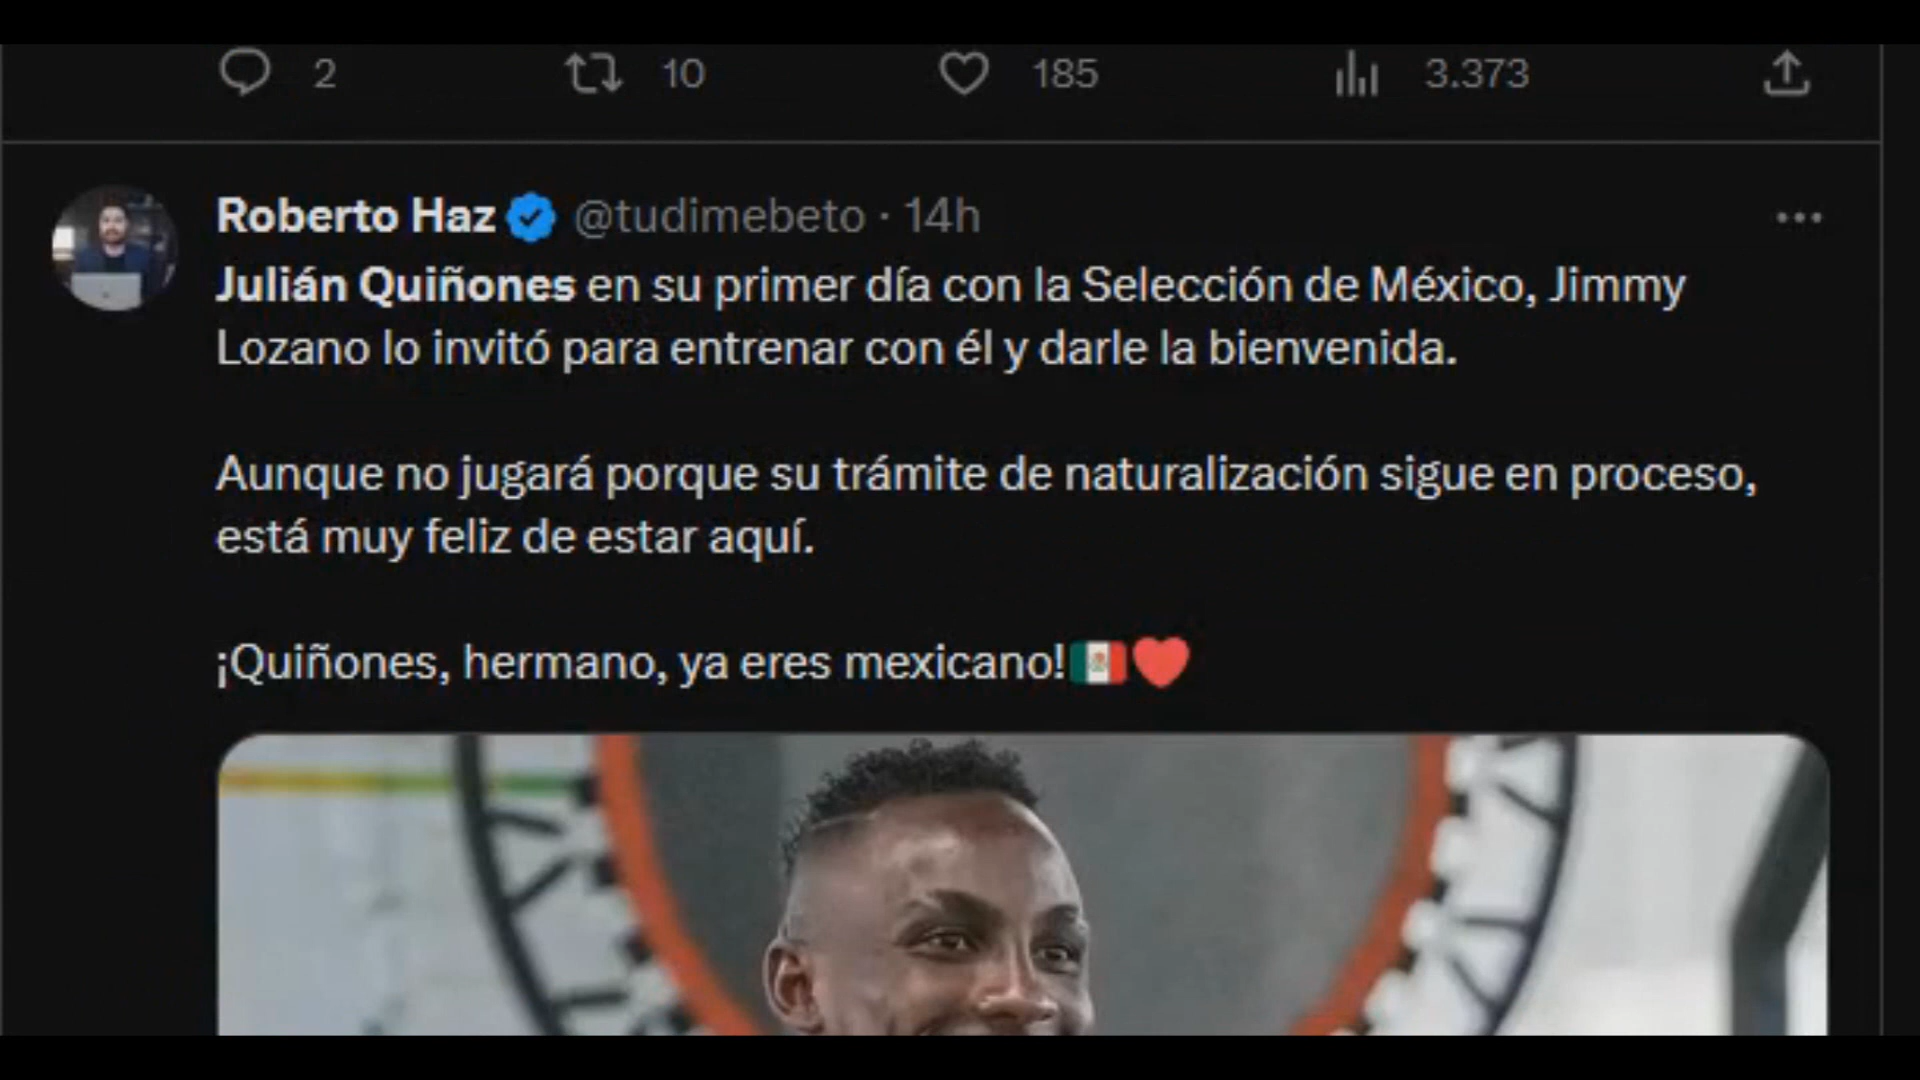 2 10 185 3.373
Roberto Haz @tudimebeto · 14h
Julián Quiñones en su primer día con la Selección de México, Jimmy
Lozano lo invitó para entrenar con él y darle la bienvenida.
Aunque no jugará porque su trámite de naturalización sigue en proceso,
está muy feliz de estar aquí.
¡Quiñones, hermano, ya eres mexicano!🇲🇽❤️